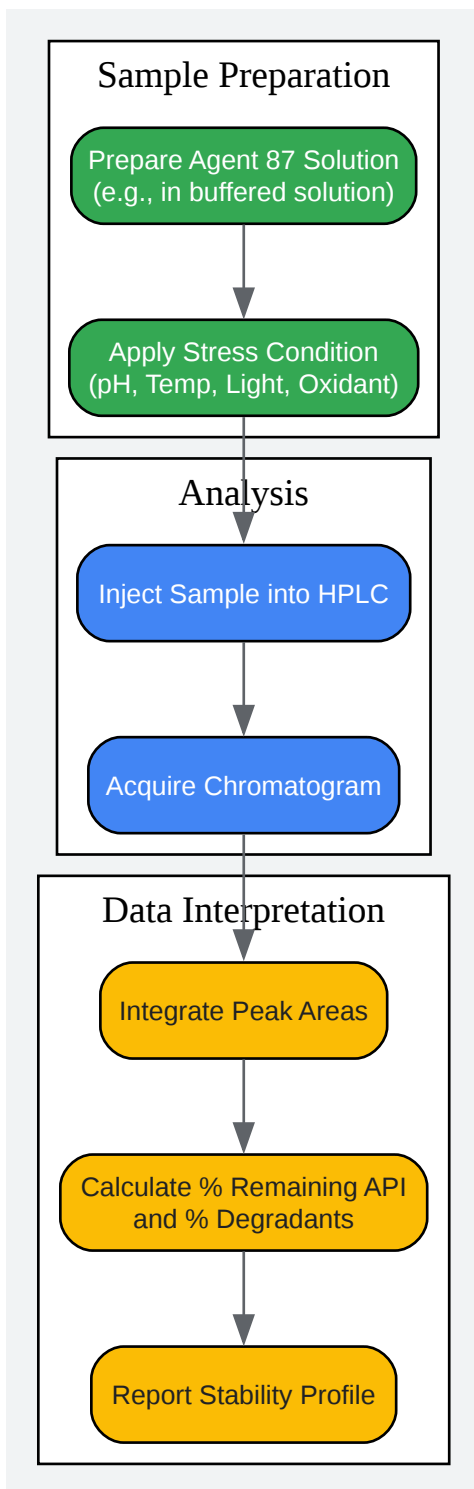 Sample Preparation
Prepare Agent 87 Solution
(e.g., in buffered solution)
Apply Stress Condition
(pH, Temp, Light, Oxidant)
Analysis
Inject Sample into HPLC
Acquire Chromatogram
Data Interpretation
Integrate Peak Areas
Calculate % Remaining API
and % Degradants
Report Stability Profile